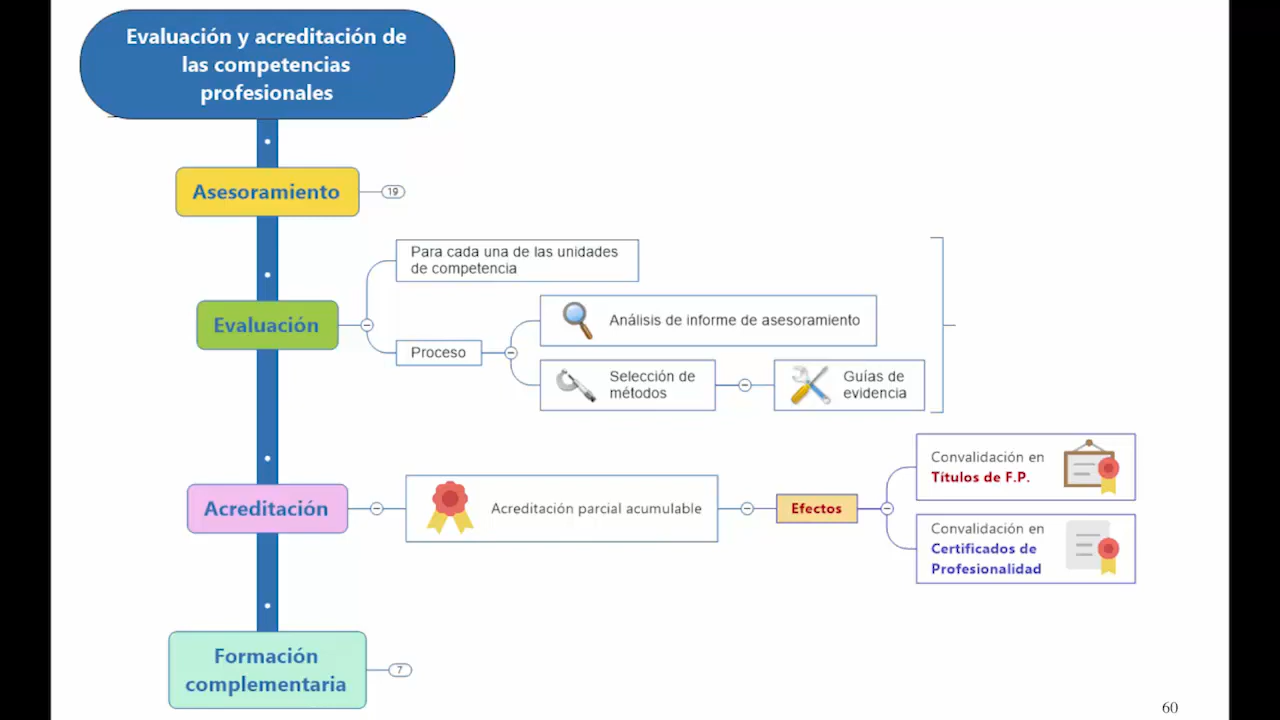 Evaluación y acreditación de
las competencias
profesionales
Asesoramiento
19
Para cada una de las unidades
de competencia
Evaluación
Proceso
Análisis de informe de asesoramiento
Selección de
métodos
Guías de
evidencia
Acreditación
Acreditación parcial acumulable
Efectos
Convalidación en
Títulos de F.P.
Convalidación en
Certificados de
Profesionalidad
Formación
complementaria
7
60